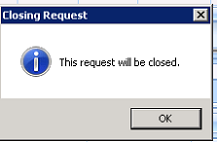 Closing Request
This request will be closed.
OK